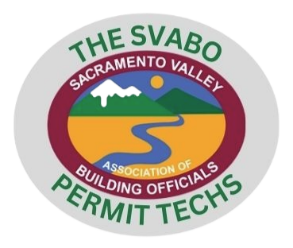 THE SVABO
SACRAMENTO VALLEY
ASSOCIATION OF
BUILDING OFFICIALS
PERMIT TECHS